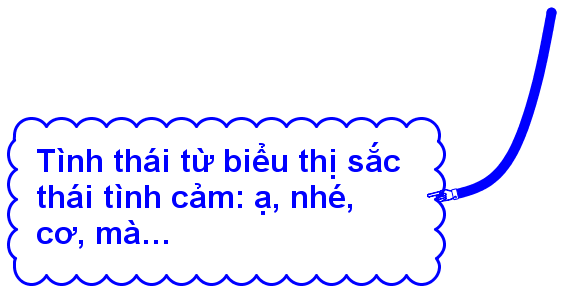 Tình thái từ biểu thị sắc
thái tình cảm: ạ, nhé,
cơ, mà...